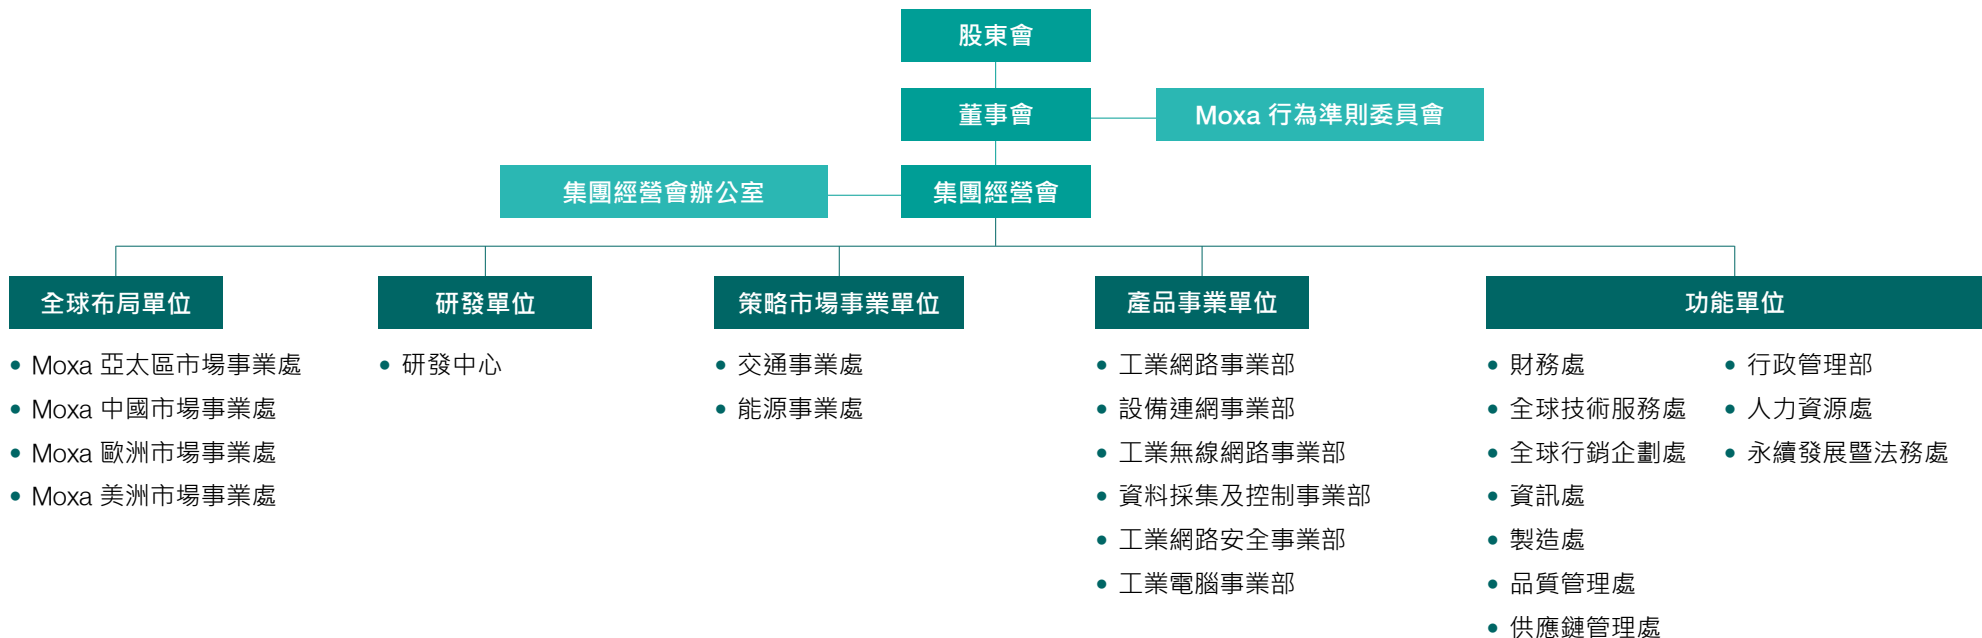 股東會
董事會
Moxa 行為準則委員會
集團經營會辦公室
集團經營會
全球布局單位
Moxa 亞太區市場事業處
Moxa 中國市場事業處
Moxa 歐洲市場事業處
Moxa 美洲市場事業處
研發單位
研發中心
策略市場事業單位
交通事業處
能源事業處
產品事業單位
工業網路事業部
設備連網事業部
工業無線網路事業部
資料採集及控制事業部
工業網路安全事業部
工業電腦事業部
功能單位
財務處
全球技術服務處
全球行銷企劃處
資訊處
製造處
品質管理處
供應鏈管理處
行政管理部
人力資源處
永續發展暨法務處